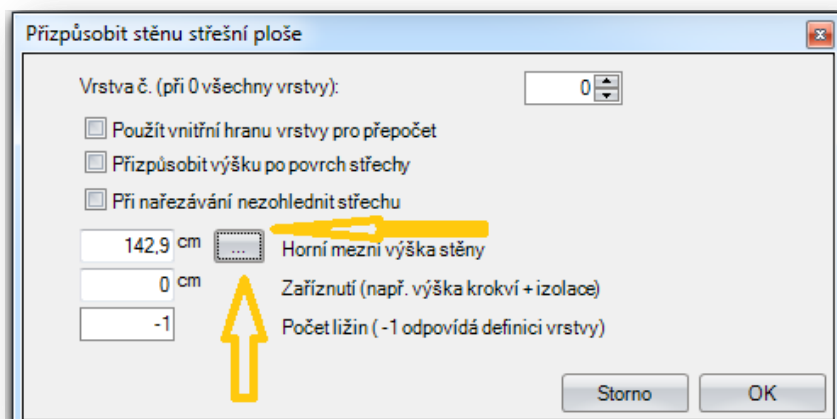 Přizpůsobit stěnu střešní ploše
Vrstva č. (při 0 všechny vrstvy): 0
Použít vnitřní hranu vrstvy pro přepočet
Přizpůsobit výšku po povrch střechy
Při nařezávání nezohlednit střechu
142,9 cm ... Horní mezní výška stěny
0 cm Zaříznutí (např. výška krokví + izolace)
-1 Počet ližin ( -1 odpovídá definici vrstvy)
Storno OK